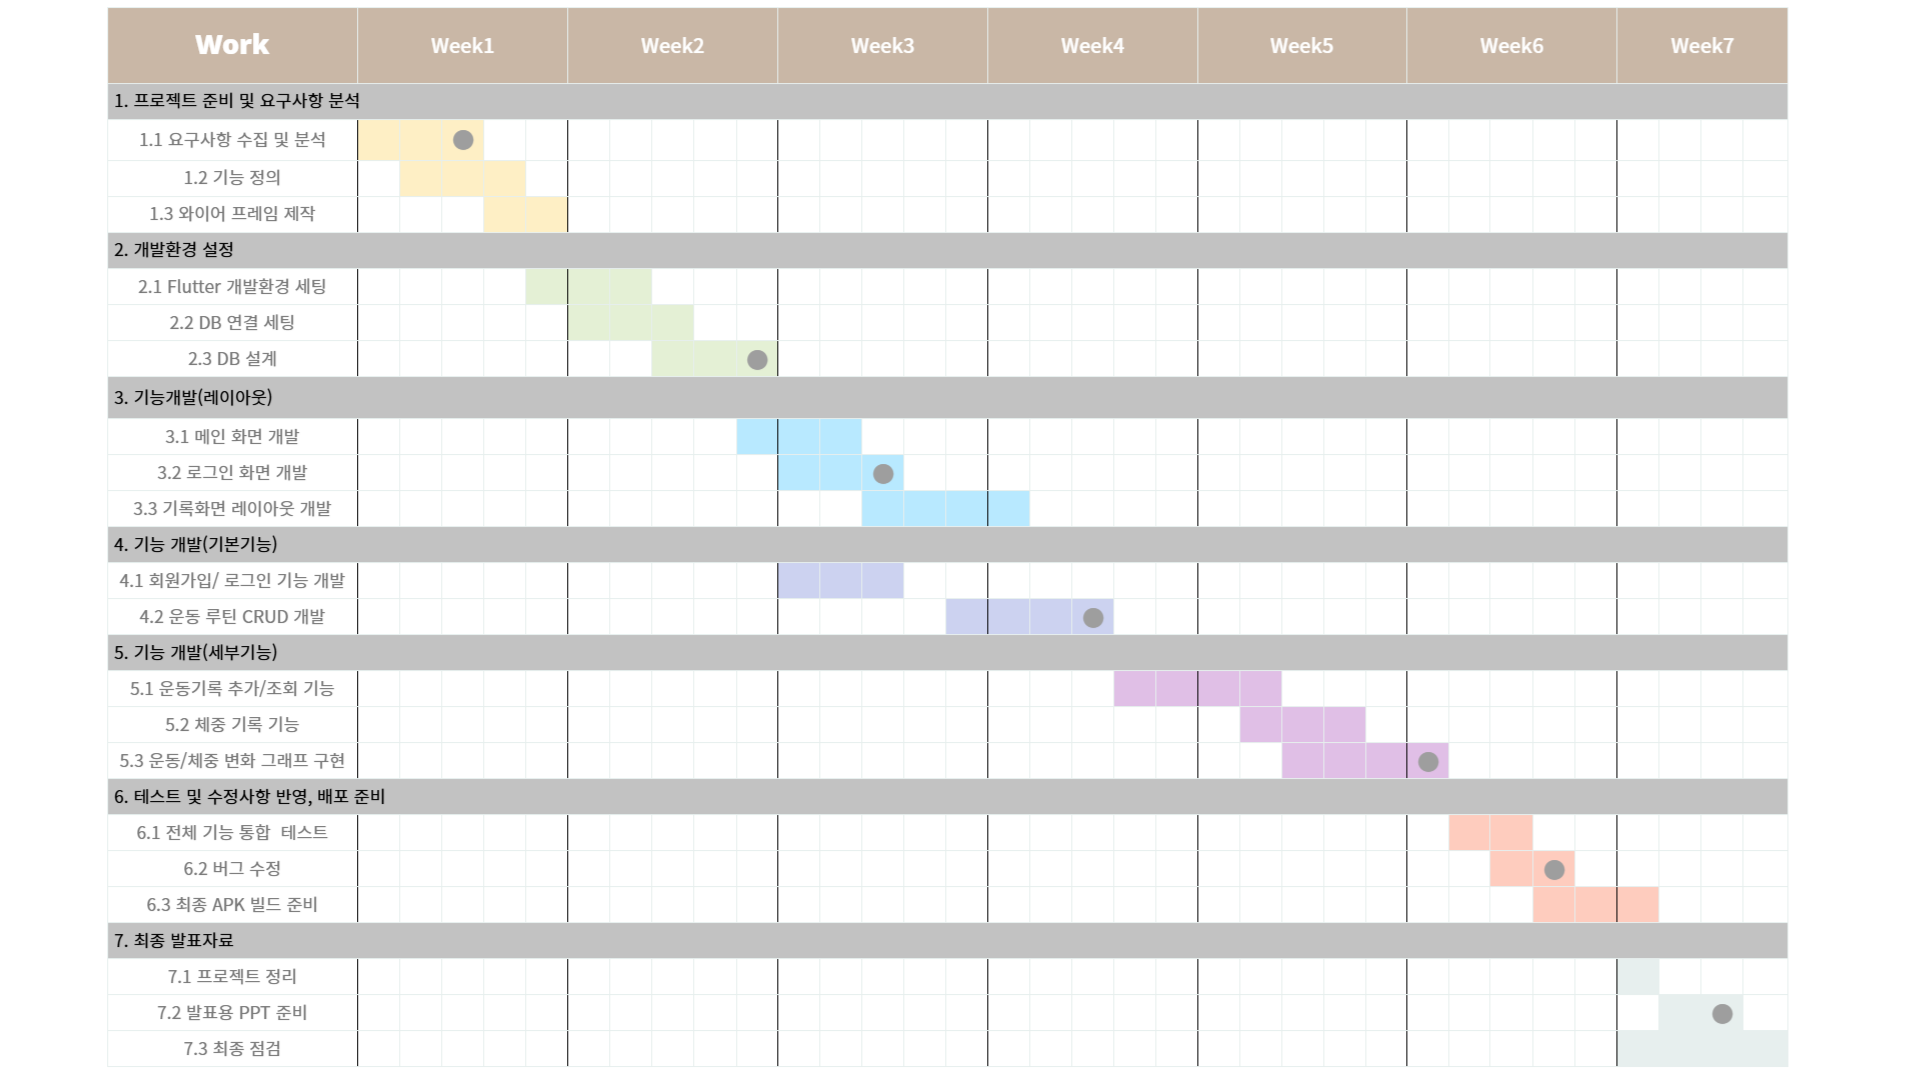 Work Week1 Week2 Week3 Week4 Week5 Week6 Week7
1. 프로젝트 준비 및 요구사항 분석
1.1 요구사항 수집 및 분석
1.2 기능 정의
1.3 와이어 프레임 제작
2. 개발환경 설정
2.1 Flutter 개발환경 세팅
2.2 DB 연결 세팅
2.3 DB 설계
3. 기능개발(레이아웃)
3.1 메인 화면 개발
3.2 로그인 화면 개발
3.3 기록화면 레이아웃 개발
4. 기능 개발(기본기능)
4.1 회원가입/ 로그인 기능 개발
4.2 운동 루틴 CRUD 개발
5. 기능 개발(세부기능)
5.1 운동기록 추가/조회 기능
5.2 체중 기록 기능
5.3 운동/체중 변화 그래프 구현
6. 테스트 및 수정사항 반영, 배포 준비
6.1 전체 기능 통합  테스트
6.2 버그 수정
6.3 최종 APK 빌드 준비
7. 최종 발표자료
7.1 프로젝트 정리
7.2 발표용 PPT 준비
7.3 최종 점검